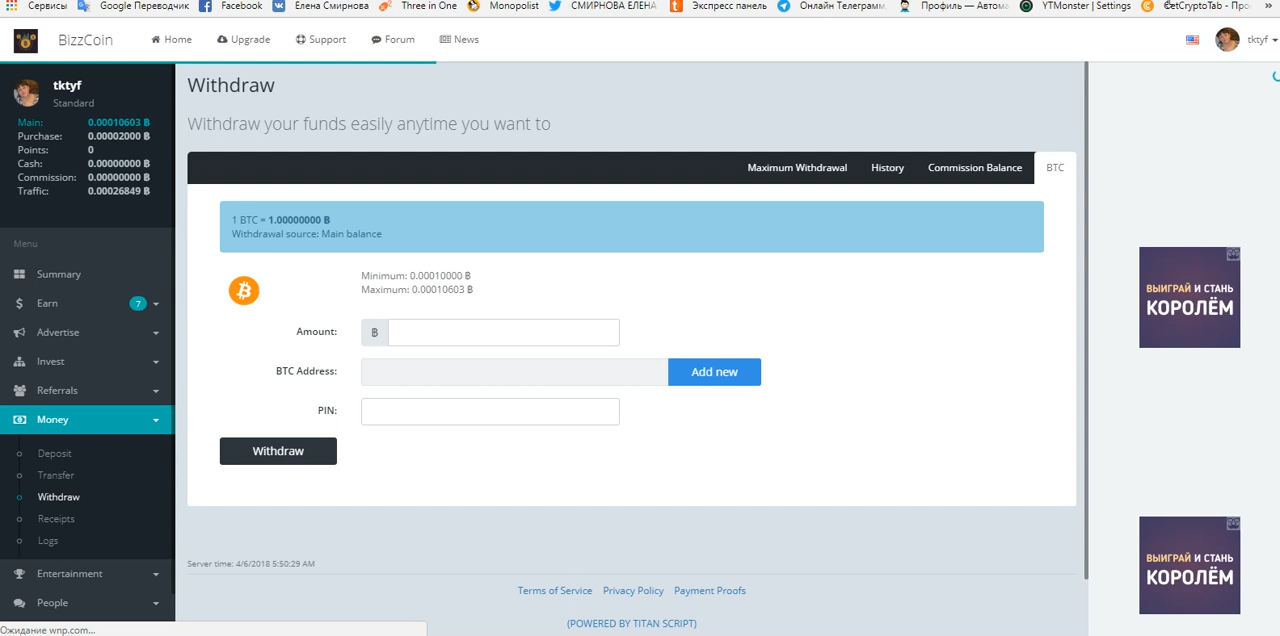 Сервисы Google Переводчик Facebook Елена Смирнова Three in One Monopolist СМИРНОВА ЕЛЕНА Экспресс панель Онлайн Телеграмм, Профиль — Автома YTMonster | Settings GetCryptoTab - Про
BizzCoin Home Upgrade Support Forum News tktyf
tktyf
Standard
Main: 0.00010603 ฿
Purchase: 0.00002000 ฿
Points: 0
Cash: 0.00000000 ฿
Commission: 0.00000000 ฿
Traffic: 0.00026849 ฿
Menu
Summary
Earn 7
Advertise
Invest
Referrals
Money
Deposit
Transfer
Withdraw
Receipts
Logs
Entertainment
People
Withdraw
Withdraw your funds easily anytime you want to
Maximum Withdrawal History Commission Balance BTC
1 BTC = 1.00000000 ฿
Withdrawal source: Main balance
Minimum: 0.00010000 ฿
Maximum: 0.00010603 ฿
Amount: ฿
BTC Address: Add new
PIN:
Withdraw
Server time: 4/6/2018 5:50:29 AM
Terms of Service Privacy Policy Payment Proofs
(POWERED BY TITAN SCRIPT)
ВЫИГРАЙ И СТАНЬ
КОРОЛЁМ
ВЫИГРАЙ И СТАНЬ
КОРОЛЁМ
Ожидание wnp.com...